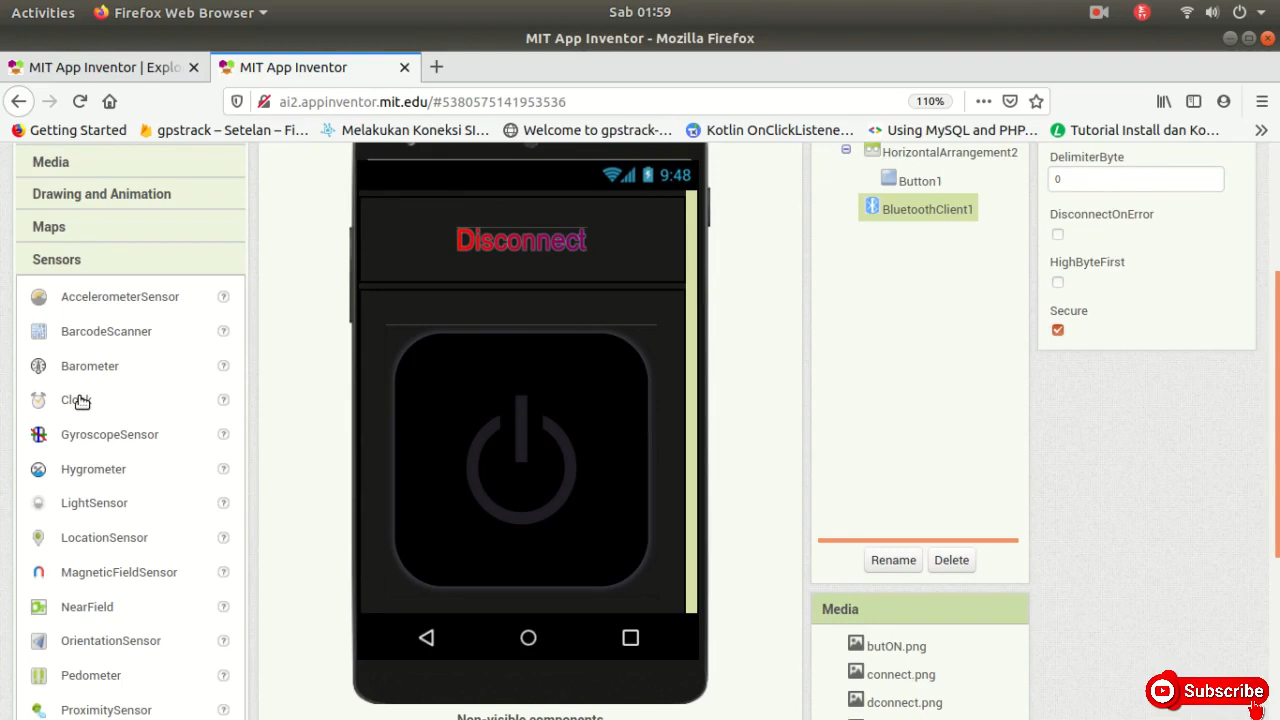 Activities
Firefox Web Browser
Sab 01:59
MIT App Inventor - Mozilla Firefox
MIT App Inventor | Explo
MIT App Inventor
ai2.appinventor.mit.edu/#5380575141953536
110%
Getting Started
gpstrack – Setelan – Fi...
Melakukan Koneksi SI...
Welcome to gpstrack-...
Kotlin OnClickListene...
Using MySQL and PHP...
Tutorial Install dan Ko...
Media
Drawing and Animation
Maps
Sensors
AccelerometerSensor
BarcodeScanner
Barometer
Clock
GyroscopeSensor
Hygrometer
LightSensor
LocationSensor
MagneticFieldSensor
NearField
OrientationSensor
Pedometer
ProximitySensor
9:48
Disconnect
Non-visible components
HorizontalArrangement2
Button1
BluetoothClient1
Rename
Delete
Media
butON.png
connect.png
dconnect.png
DelimiterByte
0
DisconnectOnError
HighByteFirst
Secure
Subscribe